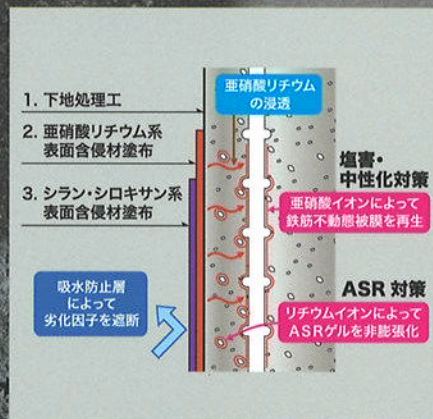 1. 下地処理工
2. 亜硝酸リチウム系
表面含侵材塗布
3. シラン・シロキサン系
表面含侵材塗布
亜硝酸リチウム
の浸透
塩害・
中性化対策
亜硝酸イオンによって
鉄筋不動態被膜を再生
吸水防止層
によって
劣化因子を遮断
ASR 対策
リチウムイオンによって
ASRゲルを非膨張化